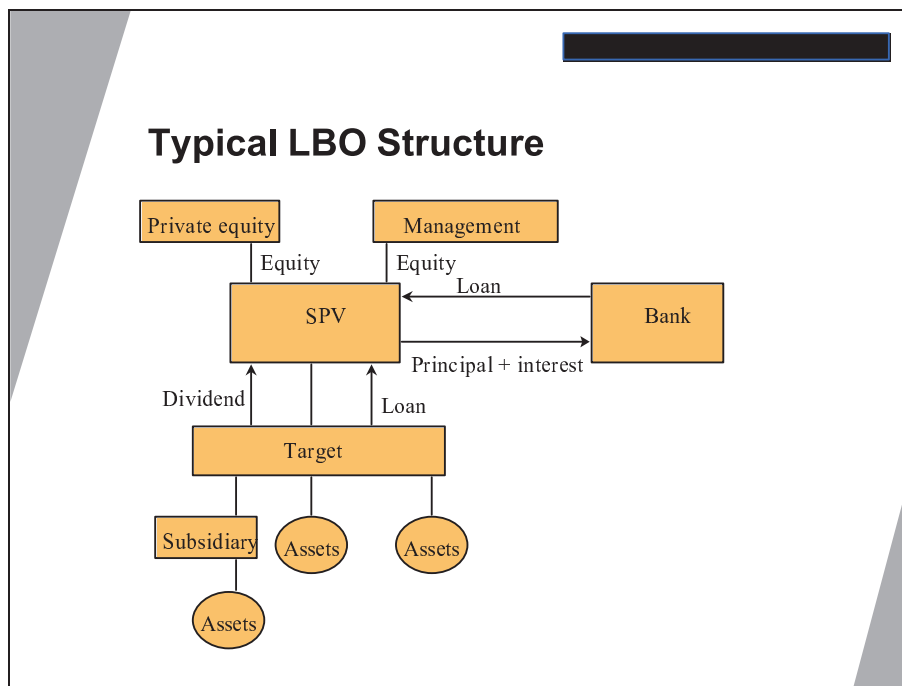 Typical LBO Structure
Private equity
Management
Equity
Equity
Loan
SPV
Bank
Principal + interest
Dividend
Loan
Target
Subsidiary
Assets
Assets
Assets